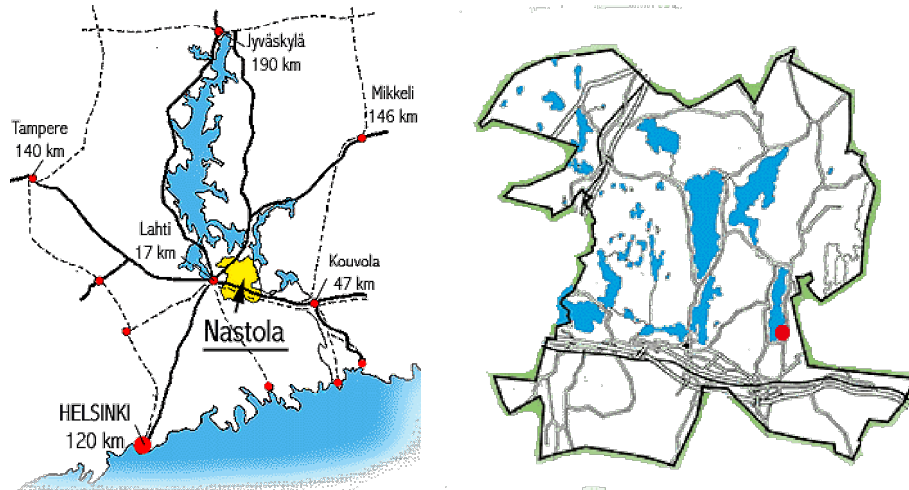 Jyväskylä
190 km
Mikkeli
146 km
Tampere
140 km
Lahti
17 km
Kouvola
47 km
Nastola
HELSINKI
120 km